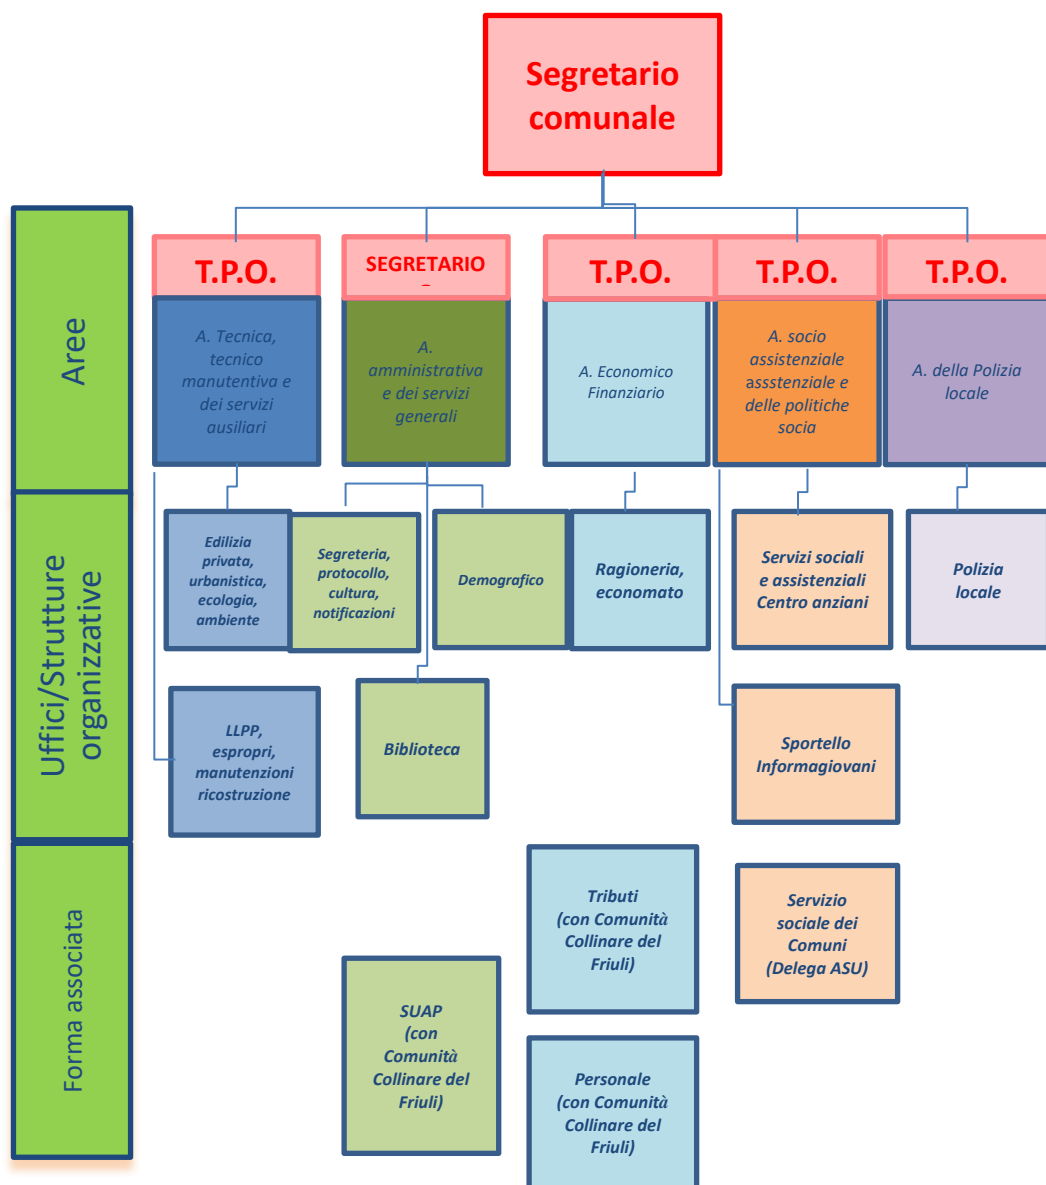 Segretario
comunale
Aree
T.P.O.
SEGRETARIO
T.P.O.
T.P.O.
T.P.O.
A. Tecnica,
tecnico
manutentiva e
dei servizi
ausiliari
A.
amministrativa
e dei servizi
generali
A. Economico
Finanziario
A. socio
assistenziale
asstenziale e
delle politiche
socia
A. della Polizia
locale
Uffici/Strutture
organizzative
Edilizia
privata,
urbanistica,
ecologia,
ambiente
Segreteria,
protocollo,
cultura,
notificazioni
Demografico
Ragioneria,
economato
Servizi sociali
e assistenziali
Centro anziani
Polizia
locale
LLPP,
espropri,
manutenzioni
ricostruzione
Biblioteca
Sportello
Informagiovani
Forma associata
SUAP
(con
Comunità
Collinare del
Friuli)
Tributi
(con Comunità
Collinare del
Friuli)
Servizio
sociale dei
Comuni
(Delega ASU)
Personale
(con Comunità
Collinare del
Friuli)